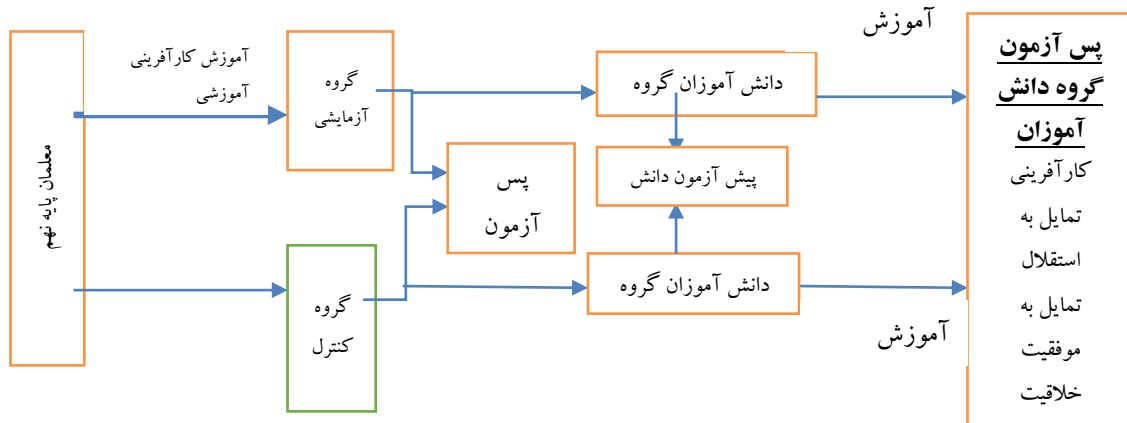 معلمان پایه نهم
آموزش کارآفرینی
آموزشی
گروه
آزمایشی
گروه
کنترل
پس
آزمون
دانش آموزان گروه
پیش آزمون دانش
دانش آموزان گروه
آموزش
آموزش
پس آزمون
گروه دانش
آموزان
کارآفرینی
تمایل به
استقلال
تمایل به
موفقیت
خلاقیت